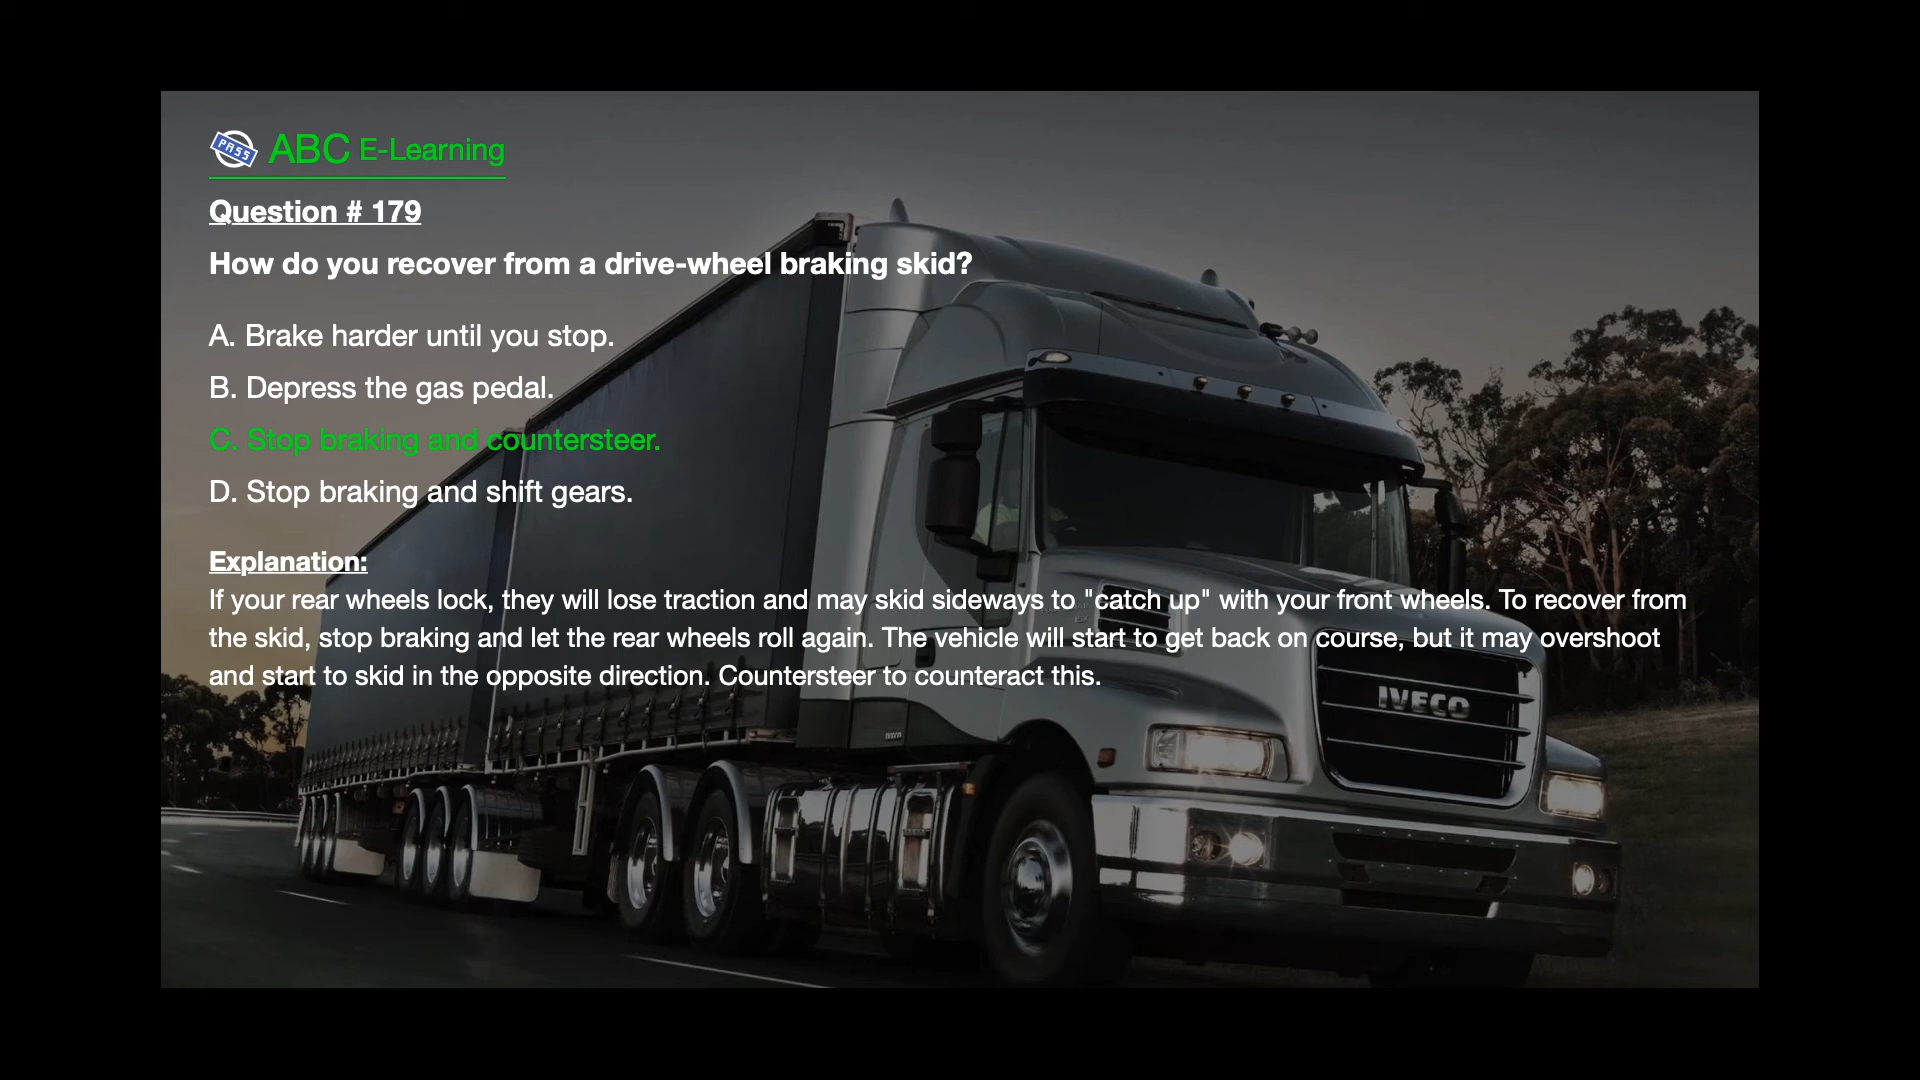 PASS ABC E-Learning
Question # 179
How do you recover from a drive-wheel braking skid?
A. Brake harder until you stop.
B. Depress the gas pedal.
C. Stop braking and countersteer.
D. Stop braking and shift gears.
Explanation:
If your rear wheels lock, they will lose traction and may skid sideways to "catch up" with your front wheels. To recover from
the skid, stop braking and let the rear wheels roll again. The vehicle will start to get back on course, but it may overshoot
and start to skid in the opposite direction. Countersteer to counteract this.
IVECO